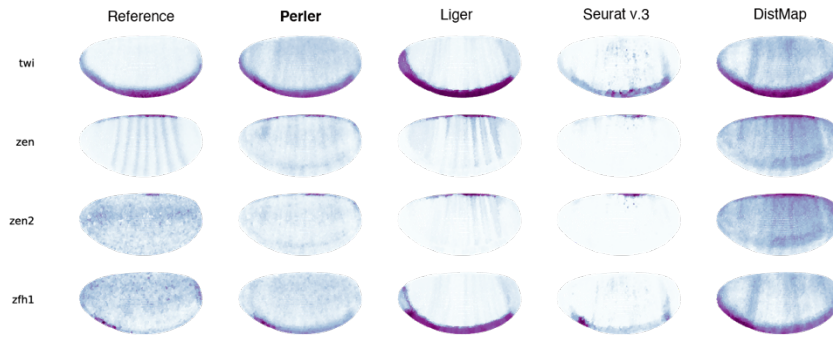 Reference Perler Liger Seurat v.3 DistMap
twi
zen
zen2
zfh1